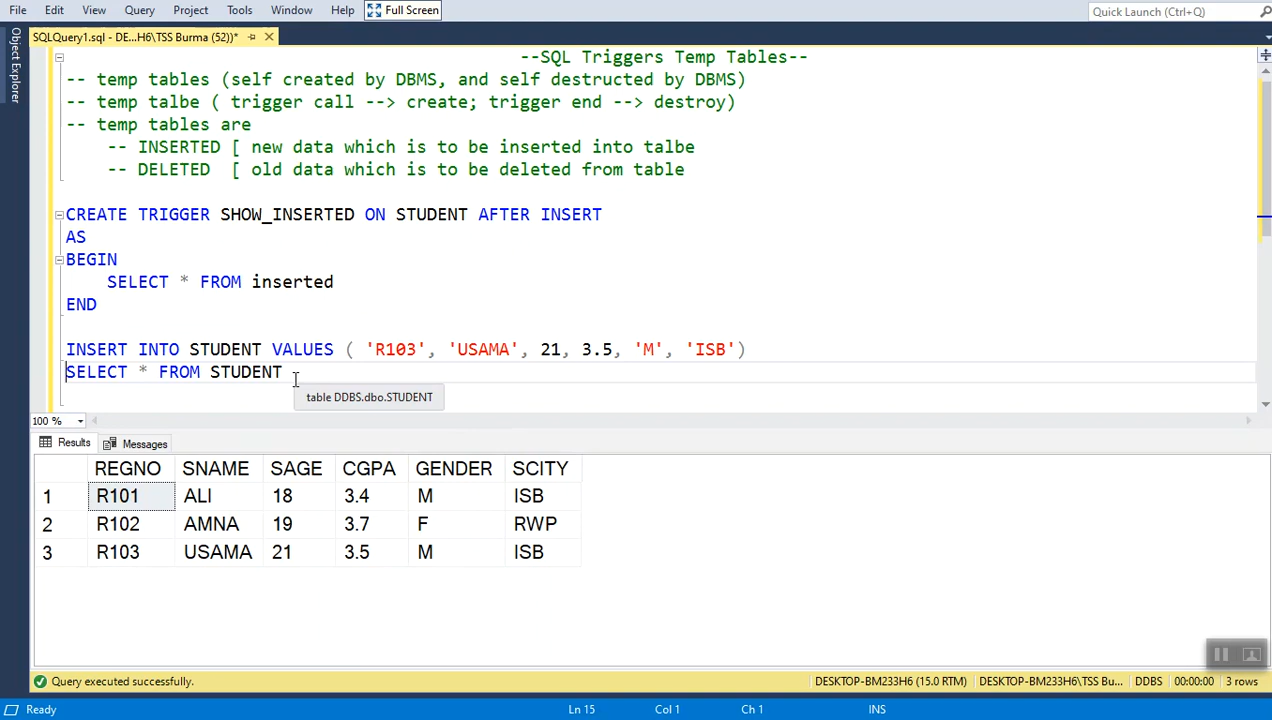 File Edit View Query Project Tools Window Help Full Screen Quick Launch (Ctrl+Q)
SQLQuery1.sql - DE...H6\TSS Burma (52))*
Object Explorer
--SQL Triggers Temp Tables--
-- temp tables (self created by DBMS, and self destructed by DBMS)
-- temp talbe ( trigger call --> create; trigger end --> destroy)
-- temp tables are
-- INSERTED [ new data which is to be inserted into talbe
-- DELETED [ old data which is to be deleted from table
CREATE TRIGGER SHOW_INSERTED ON STUDENT AFTER INSERT
AS
BEGIN
SELECT * FROM inserted
END
INSERT INTO STUDENT VALUES ( 'R103', 'USAMA', 21, 3.5, 'M', 'ISB')
SELECT * FROM STUDENT
table DDBS.dbo.STUDENT
100 %
Results Messages
REGNO SNAME SAGE CGPA GENDER SCITY
1 R101 ALI 18 3.4 M ISB
2 R102 AMNA 19 3.7 F RWP
3 R103 USAMA 21 3.5 M ISB
Query executed successfully. DESKTOP-BM233H6 (15.0 RTM) DESKTOP-BM233H6\TSS Bu... DDBS 00:00:00 3 rows
Ready Ln 15 Col 1 Ch 1 INS